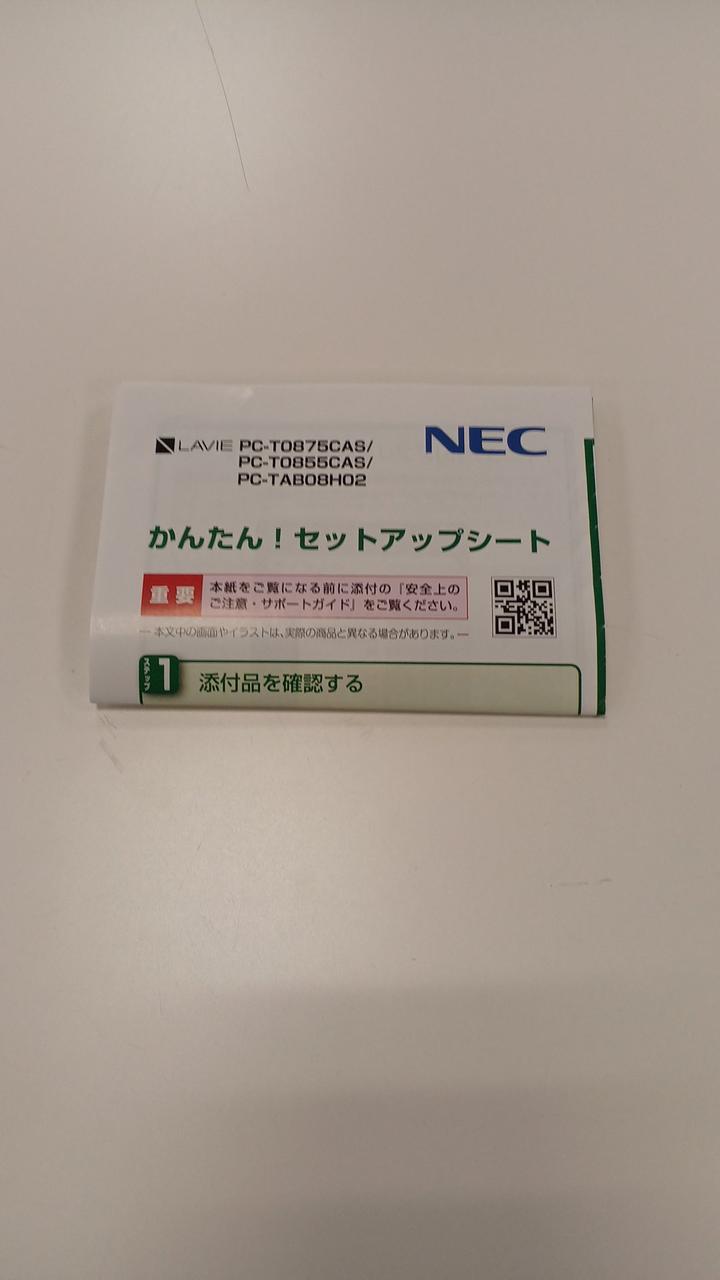 LAVIE PC-T0875CAS/
PC-T0855CAS/
PC-TAB08H02
NEC
かんたん！セットアップシート
重要
本紙をご覧になる前に添付の『安全上の
ご注意・サポートガイド』をご覧ください。
本文中の画面やイラストは、実際の商品と異なる場合があります。
ステップ
1
添付品を確認する